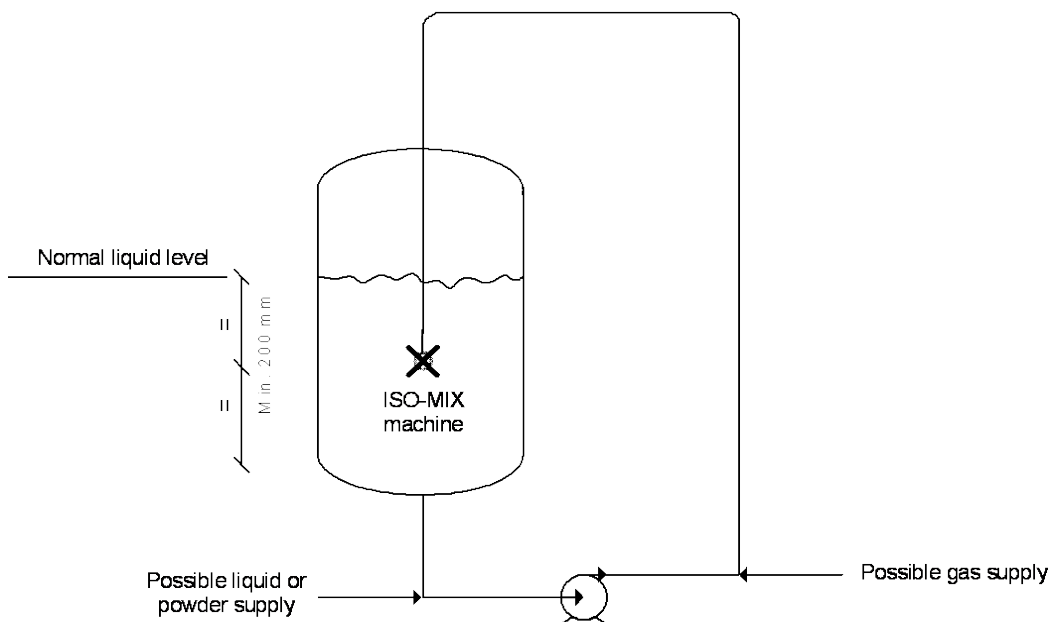 Normal liquid level
=
Min. 200 mm
=
ISO-MIX
machine
Possible liquid or
powder supply
Possible gas supply